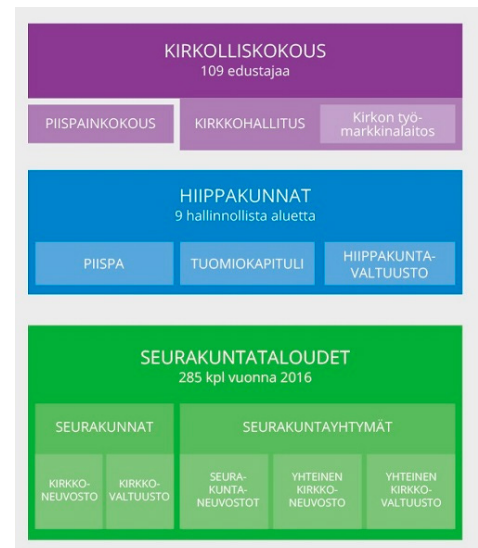 KIRKOLLISKOKOUS
109 edustajaa
PIISPAINKOKOUS
KIRKKOHALLITUS
Kirkon työ-
markkinalaitos
HIIPPAKUNNAT
9 hallinnollista aluetta
PIISPA
TUOMIOKAPITULI
HIIPPAKUNTA-
VALTUUSTO
SEURAKUNTATALOUDET
285 kpl vuonna 2016
SEURAKUNNAT
SEURAKUNTAYHTYMÄT
KIRKKO-
NEUVOSTO
KIRKKO-
VALTUUSTO
SEURA-
KUNTA-
NEUVOSTOT
YHTEINEN
KIRKKO-
NEUVOSTO
YHTEINEN
KIRKKO-
VALTUUSTO